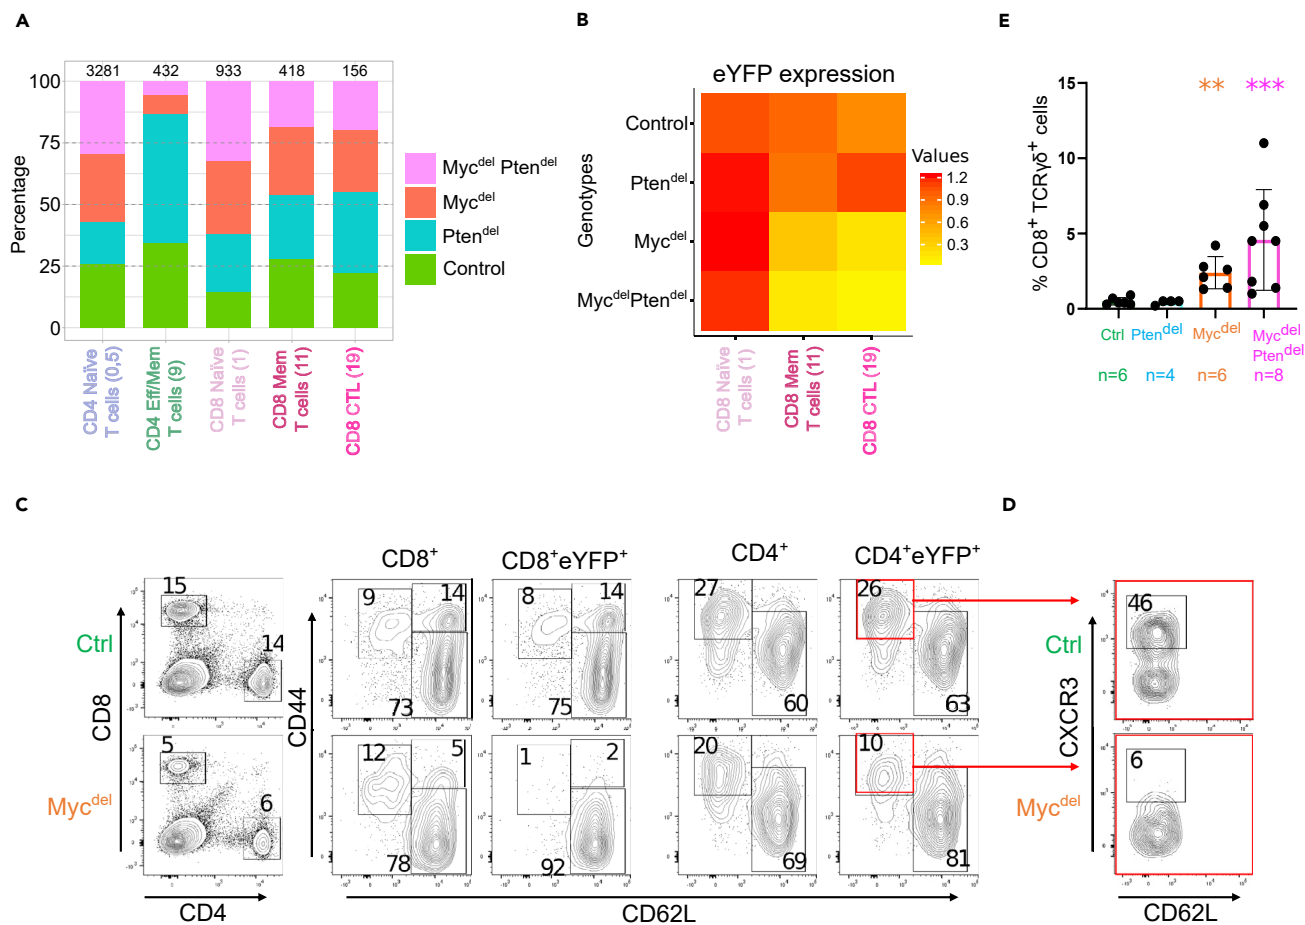 A
3281 432 933 418 156
100
75
50
25
0
Percentage
CD4 Naïve
T cells (0,5)
CD4 Eff/Mem
T cells (9)
CD8 Naïve
T cells (1)
CD8 Mem
T cells (11)
CD8 CTL (19)
Myc^del Pten^del
Myc^del
Pten^del
Control
B
eYFP expression
Genotypes
Control
Pten^del
Myc^del
Myc^delPten^del
CD8 Naïve
T cells (1)
CD8 Mem
T cells (11)
CD8 CTL (19)
Values
1.2
0.9
0.6
0.3
E
% CD8⁺ TCRγδ⁺ cells
15
10
5
0
** ***
Ctrl Pten^del Myc^del Myc^del
Pten^del
n=6 n=4 n=6 n=8
C
CD8⁺ CD8⁺eYFP⁺ CD4⁺ CD4⁺eYFP⁺
Ctrl
15
14
9 14
73
8 14
75
27
60
26
63
Myc^del
5
6
12 5
78
1 2
92
20
69
10
81
CD8
CD4
CD44
CD62L
D
46
Ctrl
6
Myc^del
CXCR3
CD62L